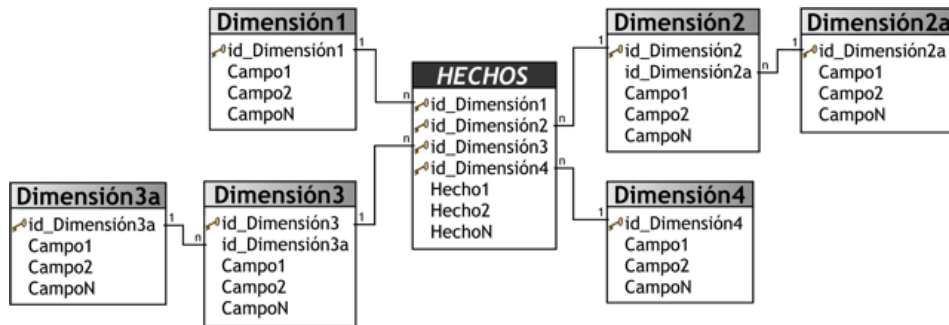 Dimensión1
id_Dimensión1
Campo1
Campo2
CampoN
1
n
HECHOS
id_Dimensión1
id_Dimensión2
id_Dimensión3
id_Dimensión4
Hecho1
Hecho2
HechoN
n
n
n
Dimensión2
id_Dimensión2
id_Dimensión2a
Campo1
Campo2
CampoN
1
n
Dimensión2a
id_Dimensión2a
Campo1
Campo2
CampoN
1
Dimensión3a
id_Dimensión3a
Campo1
Campo2
CampoN
1
n
Dimensión3
id_Dimensión3
id_Dimensión3a
Campo1
Campo2
CampoN
1
Dimensión4
id_Dimensión4
Campo1
Campo2
CampoN
1